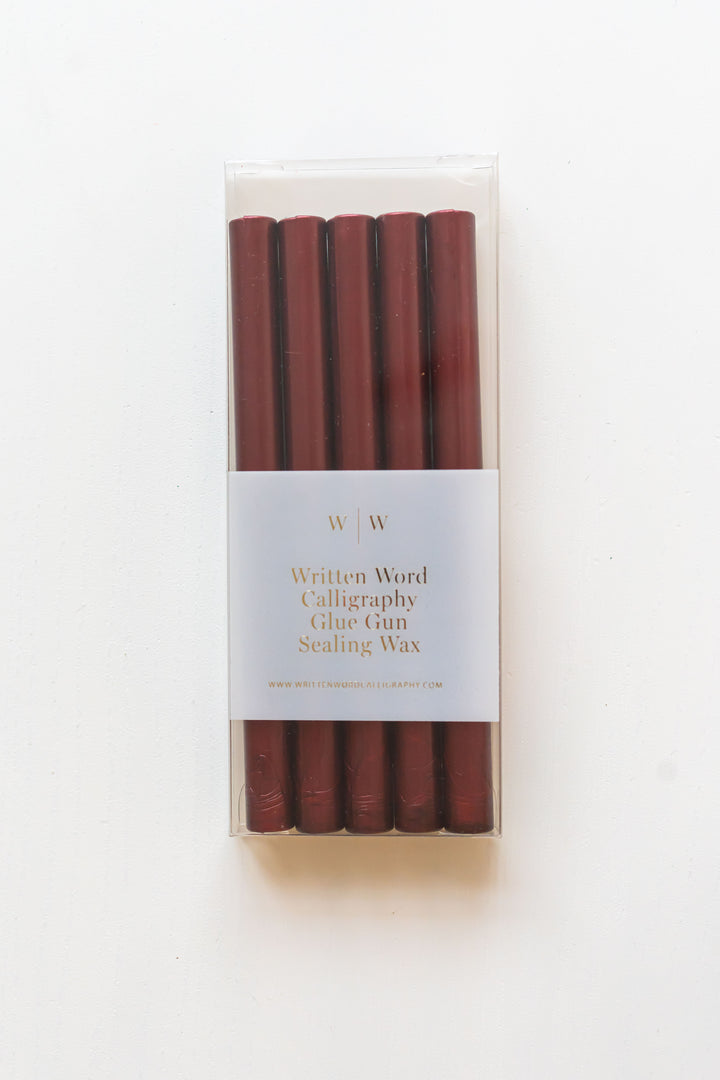 W | W
Written Word
Calligraphy
Glue Gun
Sealing Wax
WWW.WRITTENWORDCALLIGRAPHY.COM